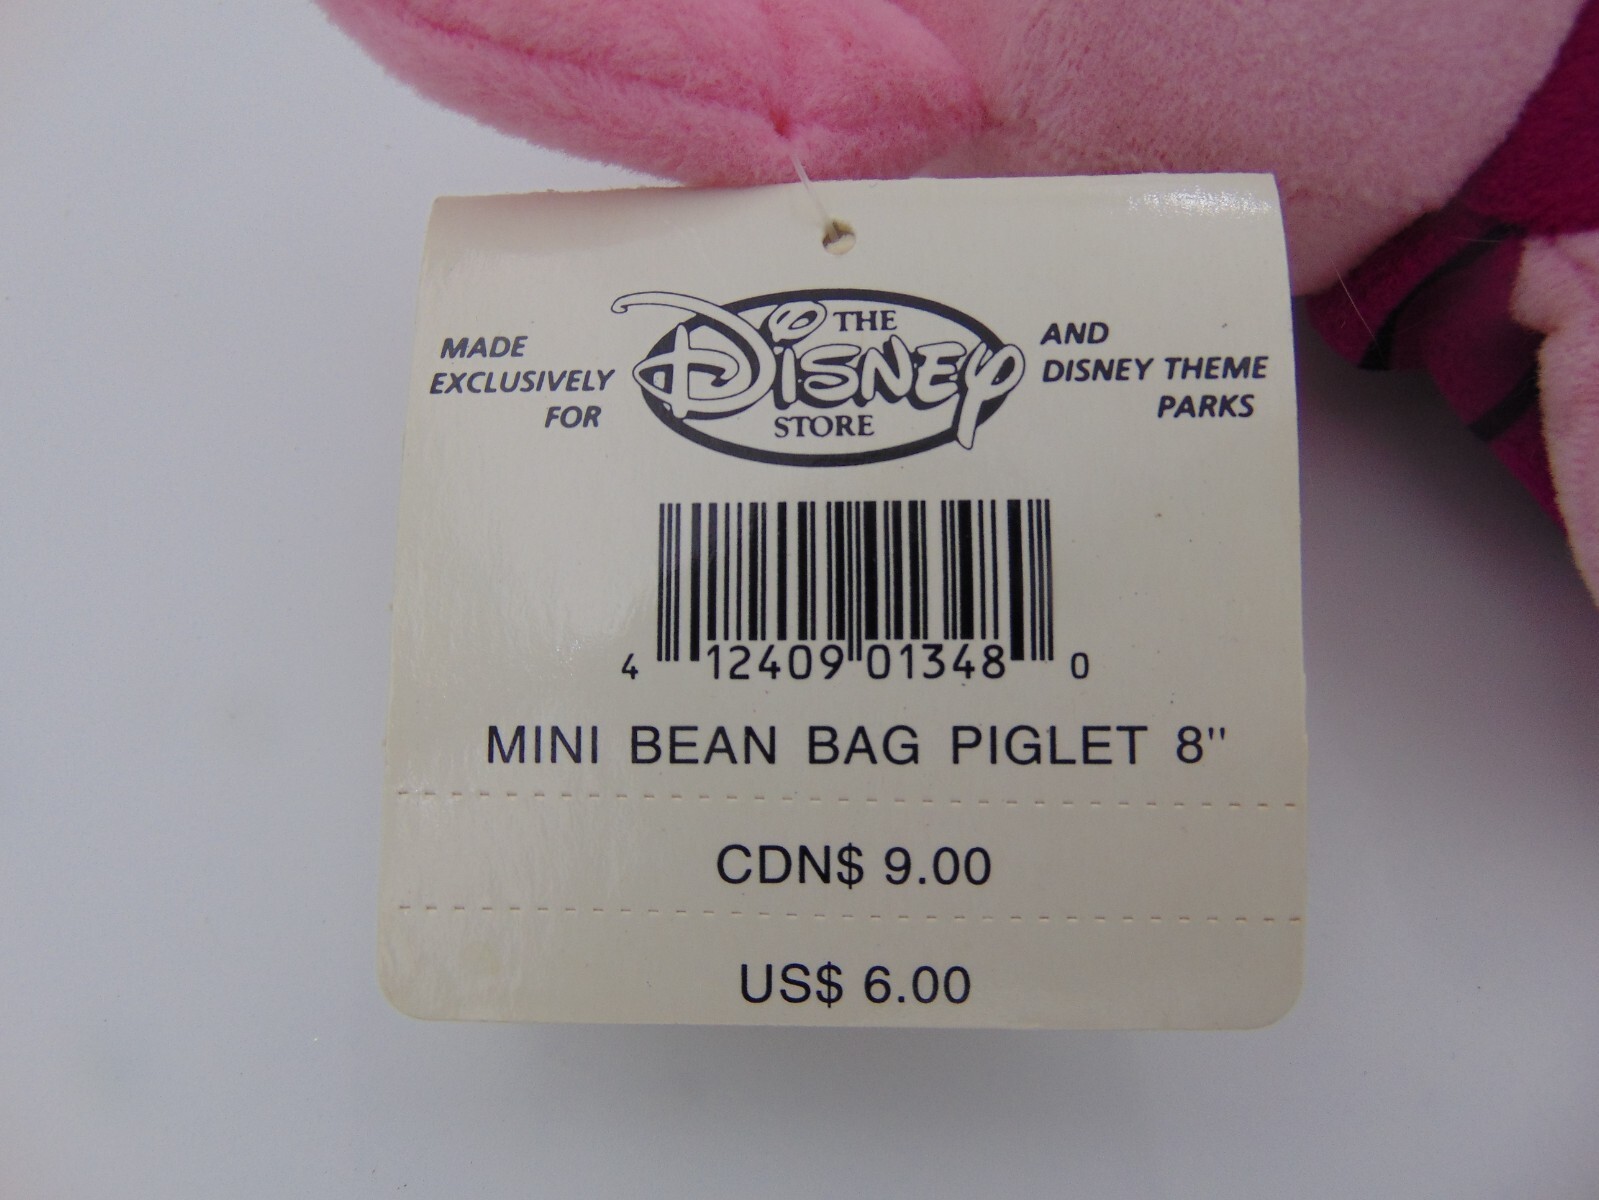 MADE
EXCLUSIVELY
FOR
THE
DISNEY
STORE
AND
DISNEY THEME
PARKS
4 12409 01348 0
MINI BEAN BAG PIGLET 8"
CDN$ 9.00
US$ 6.00